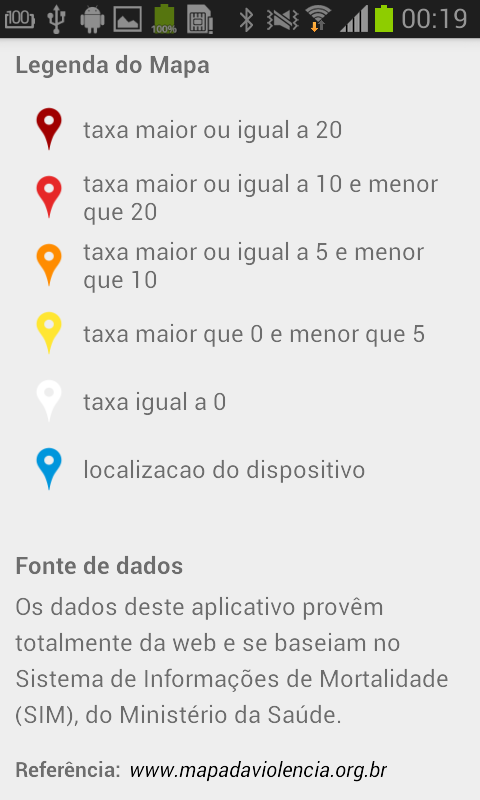 100
100%
00:19
Legenda do Mapa
taxa maior ou igual a 20
taxa maior ou igual a 10 e menor
que 20
taxa maior ou igual a 5 e menor
que 10
taxa maior que 0 e menor que 5
taxa igual a 0
localizacao do dispositivo
Fonte de dados
Os dados deste aplicativo provêm
totalmente da web e se baseiam no
Sistema de Informações de Mortalidade
(SIM), do Ministério da Saúde.
Referência: www.mapadaviolencia.org.br